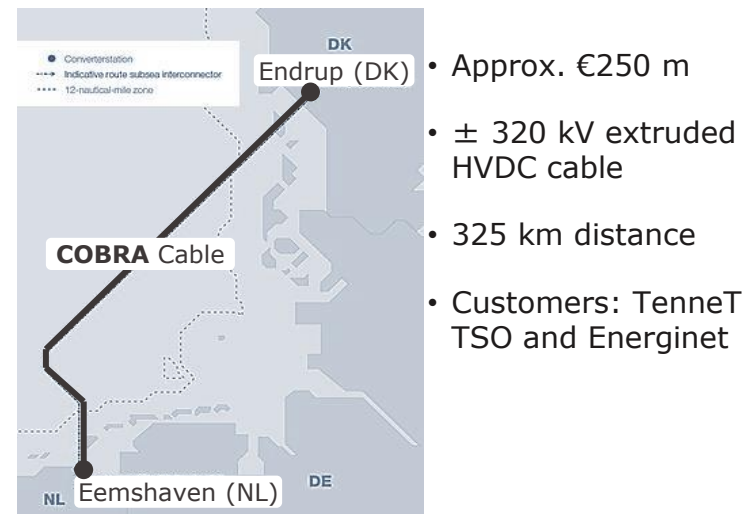 DK
Converterstation
Indicative route subsea interconnector
12-nautical-mile zone
Endrup (DK)
COBRA Cable
NL
Eemshaven (NL)
DE
• Approx. €250 m
• ± 320 kV extruded
HVDC cable
• 325 km distance
• Customers: TenneT
TSO and Energinet